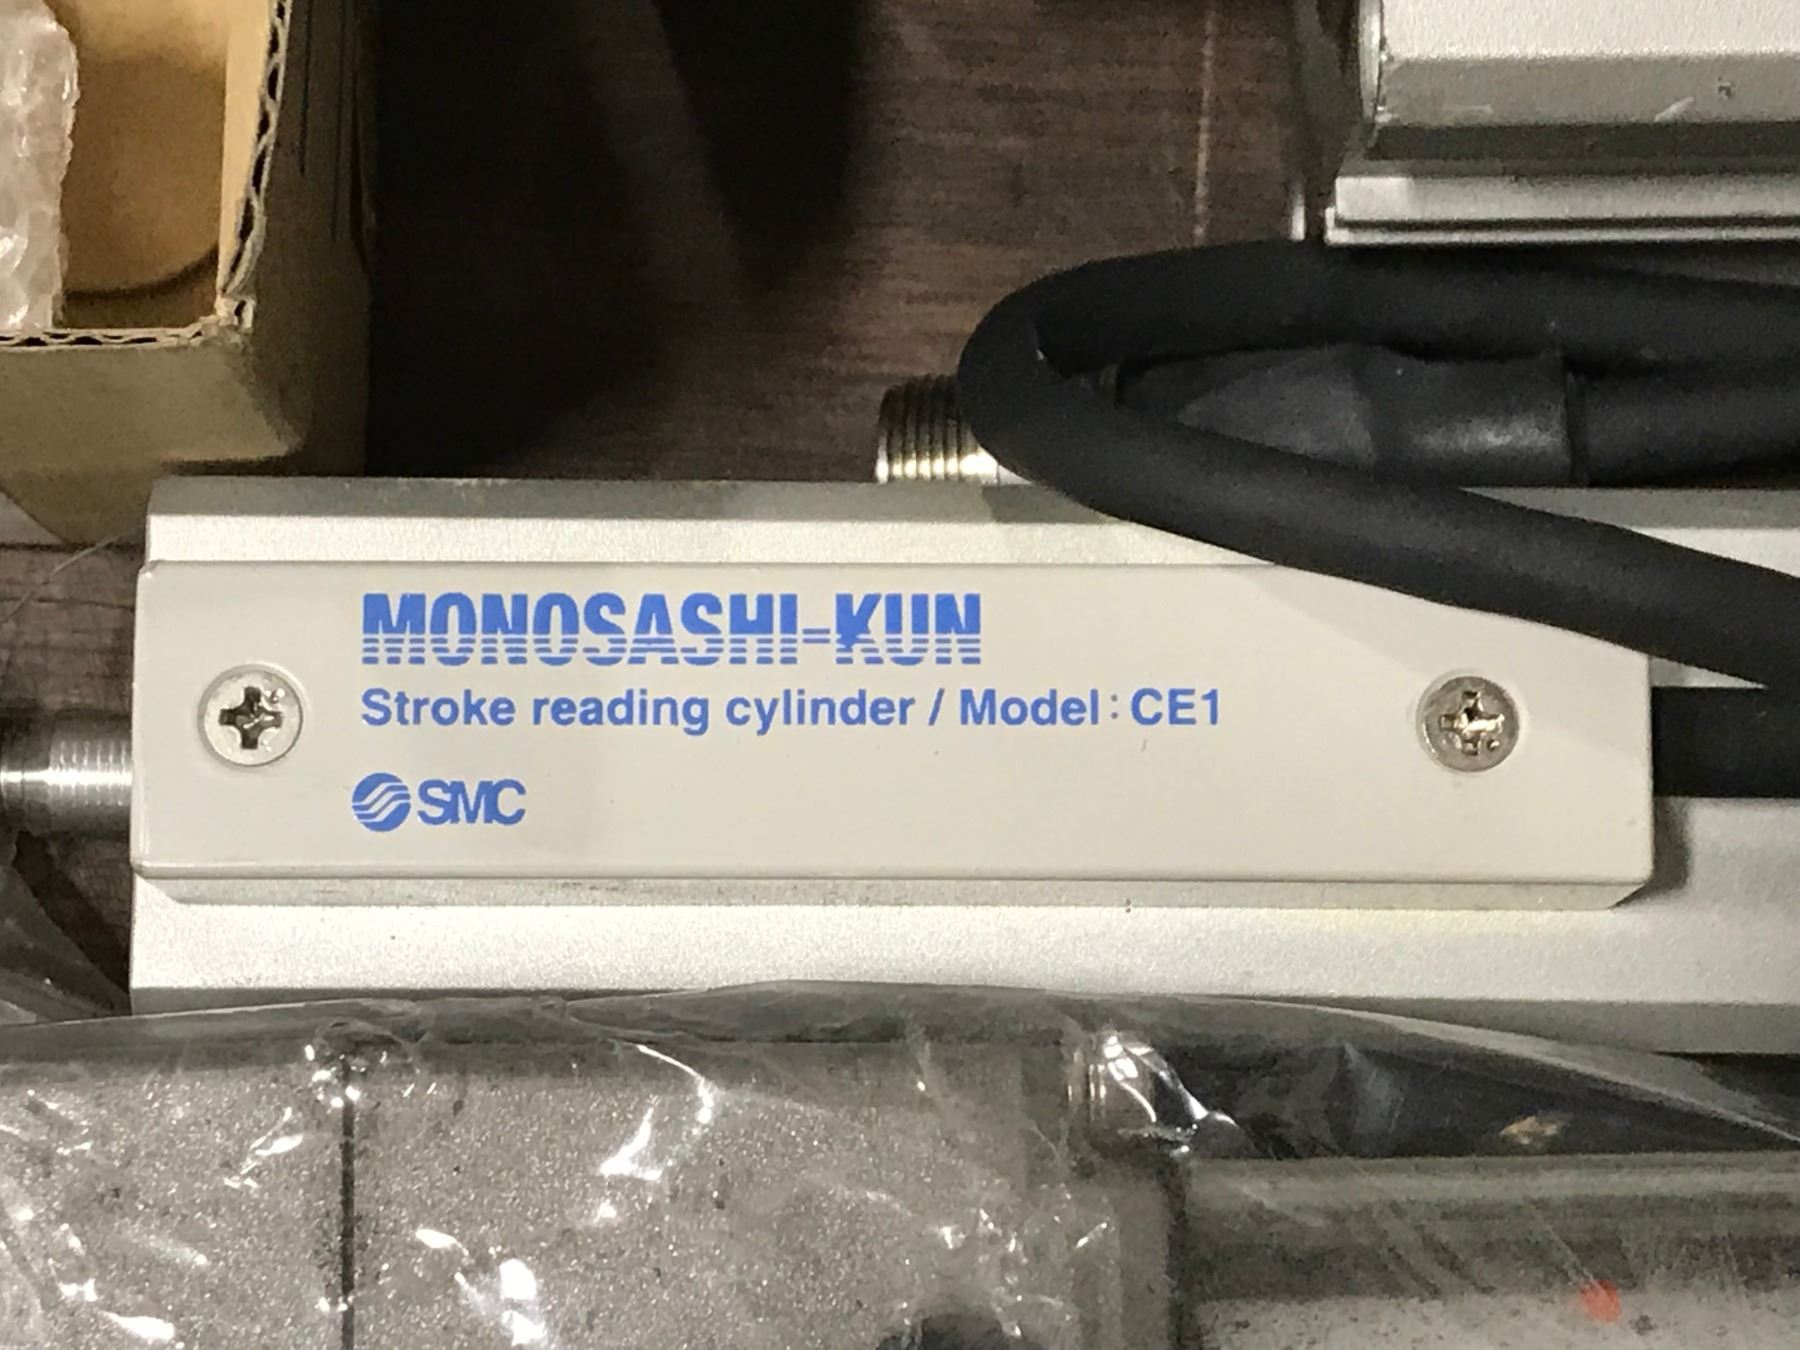 MONOSASHI-KUN
Stroke reading cylinder / Model : CE1
SMC